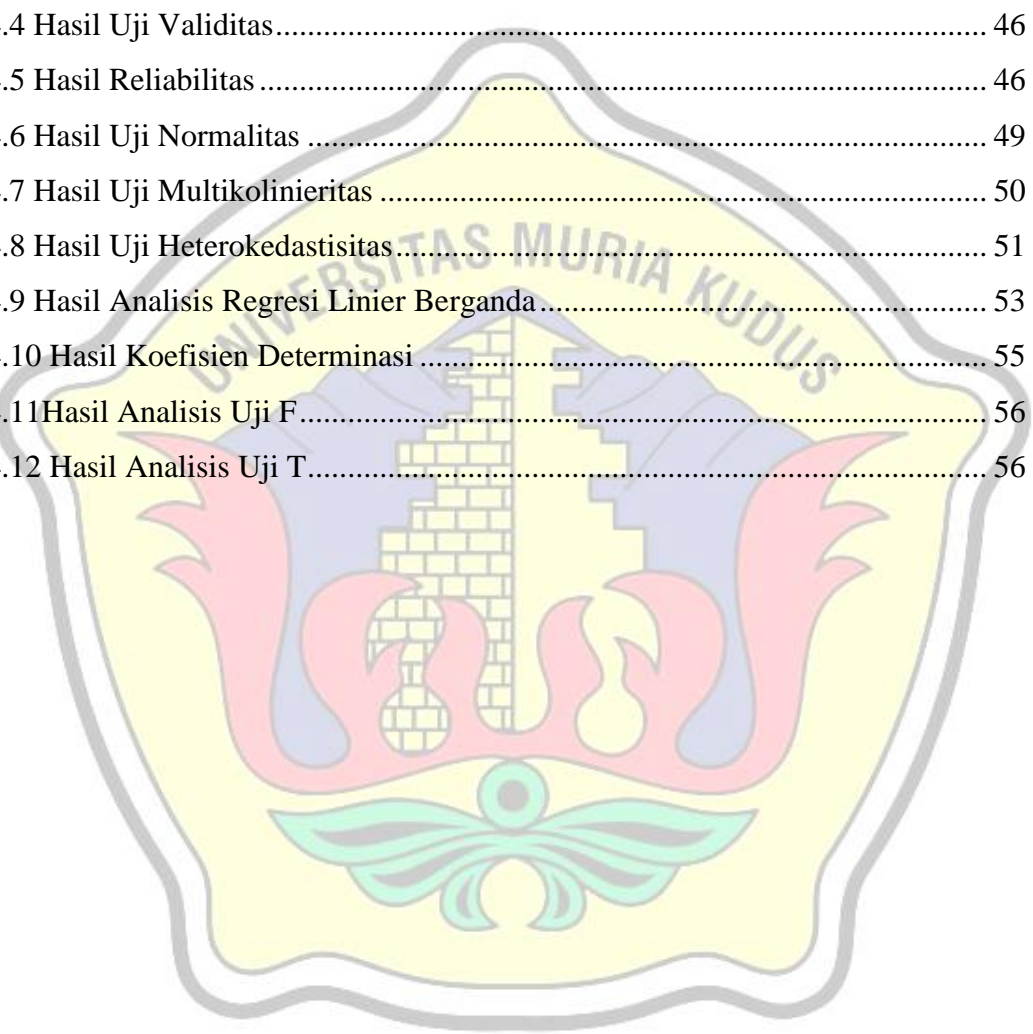 .4 Hasil Uji Validitas........................................................................................... 46
.5 Hasil Reliabilitas............................................................................................. 46
.6 Hasil Uji Normalitas....................................................................................... 49
.7 Hasil Uji Multikolinieritas............................................................................. 50
.8 Hasil Uji Heterokedastisitas........................................................................... 51
UNIVERSITAS MURIA KUDUS
.9 Hasil Analisis Regresi Linier Berganda......................................................... 53
.10 Hasil Koefisien Determinasi........................................................................ 55
.11Hasil Analisis Uji F........................................................................................ 56
.12 Hasil Analisis Uji T....................................................................................... 56